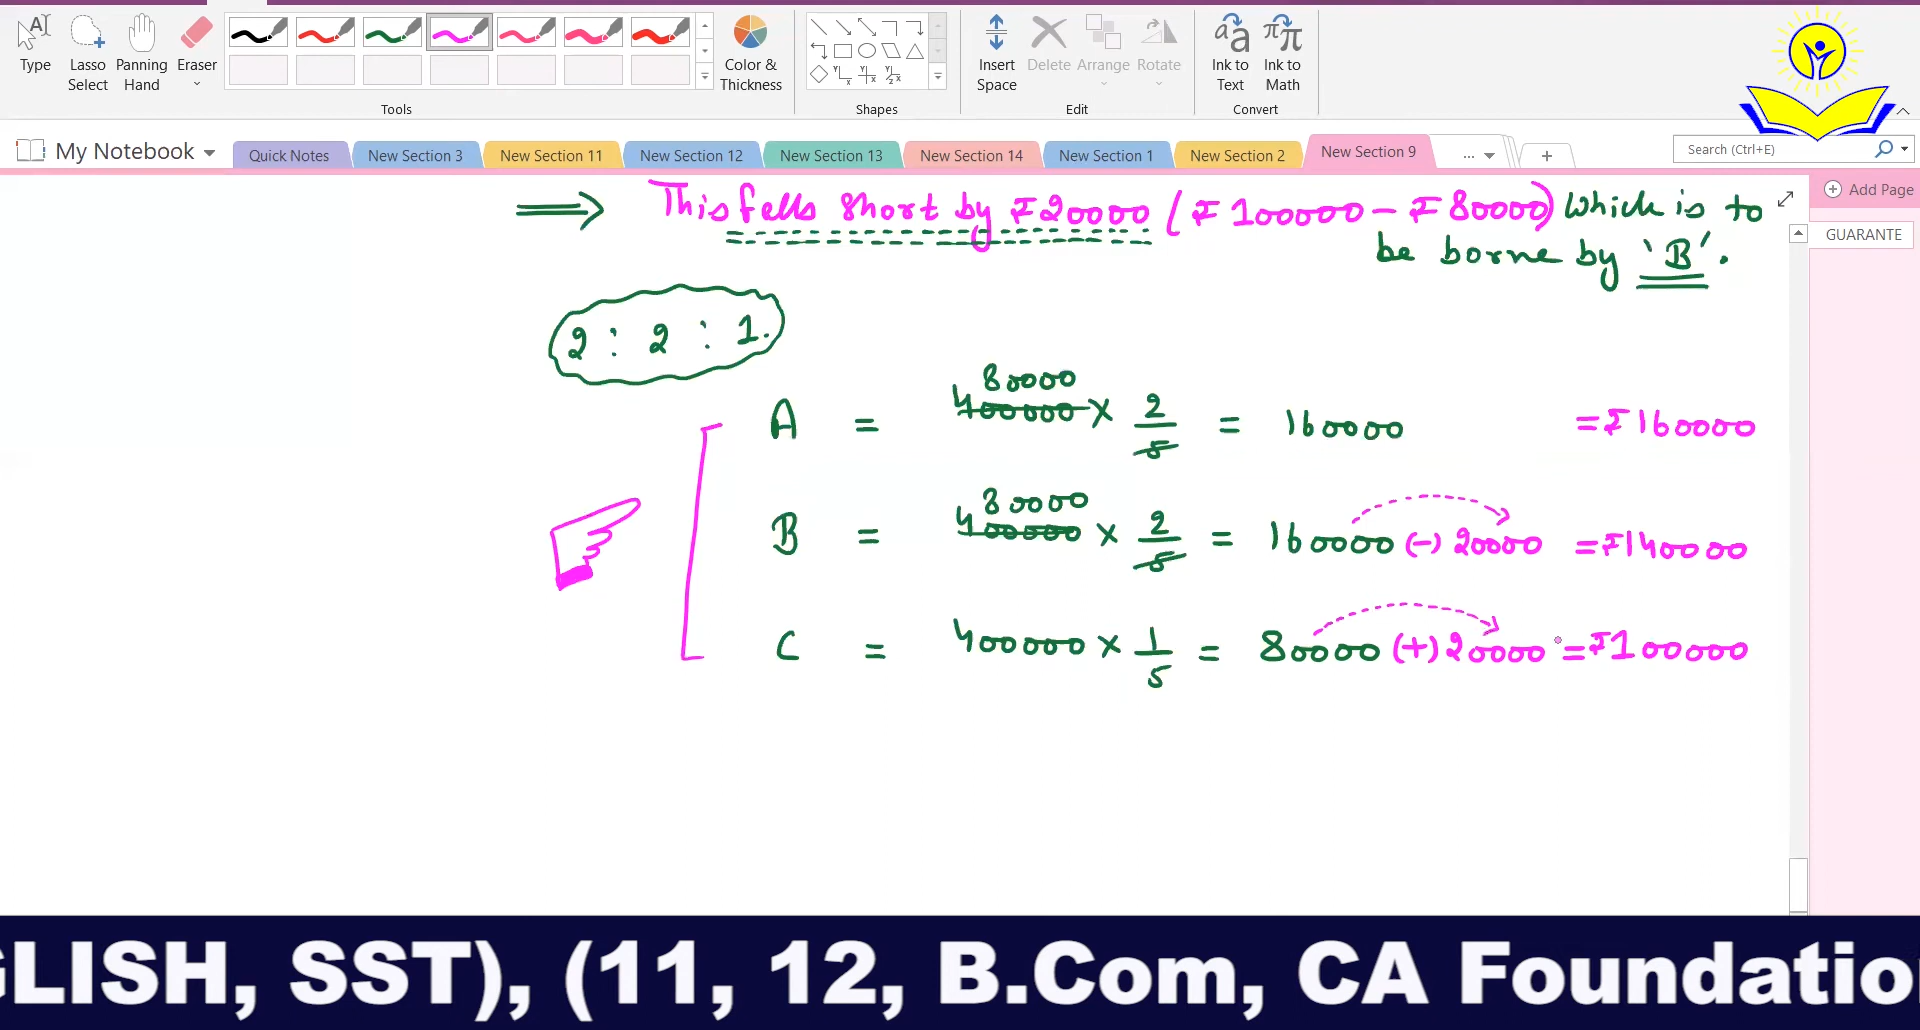 Type
Lasso Select
Panning Hand
Eraser
Color & Thickness
Insert Space
Delete
Arrange
Rotate
Ink to Text
Ink to Math
Tools
Shapes
Edit
Convert
My Notebook
Quick Notes
New Section 3
New Section 11
New Section 12
New Section 13
New Section 14
New Section 1
New Section 2
New Section 9
...
Search (Ctrl+E)
Add Page
GUARANTE
⟹ This falls short by ₹20000 (₹100000 - ₹80000) which is to
be borne by 'B'.
2 : 2 : 1.
80000
A = 400000 × 2/5 = 160000 = ₹160000
80000
B = 400000 × 2/5 = 160000 (-) 20000 = ₹140000
C = 400000 × 1/5 = 80000 (+) 20000 = ₹100000
GLISH, SST), (11, 12, B.Com, CA Foundatio